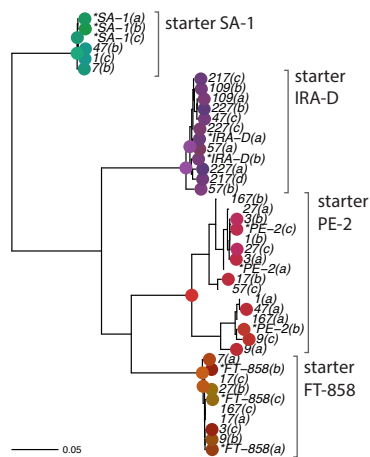 *SA-1(a)
*SA-1(b)
*SA-1(c)
47(b)
1(c)
7(b)
starter SA-1
217(c)
109(b)
109(a)
227(b)
47(c)
227(c)
*IRA-D(a)
57(a)
*IRA-D(b)
227(a)
217(d)
57(b)
starter
IRA-D
167(b)
27(a)
3(b)
*PE-2(c)
1(b)
27(c)
3(a)
*PE-2(a)
17(b)
57(c)
1(a)
47(a)
167(a)
*PE-2(b)
9(c)
9(a)
starter
PE-2
7(a)
*FT-858(b)
17(c)
27(b)
*FT-858(c)
167(c)
17(a)
3(c)
9(b)
*FT-858(a)
starter
FT-858
0.05